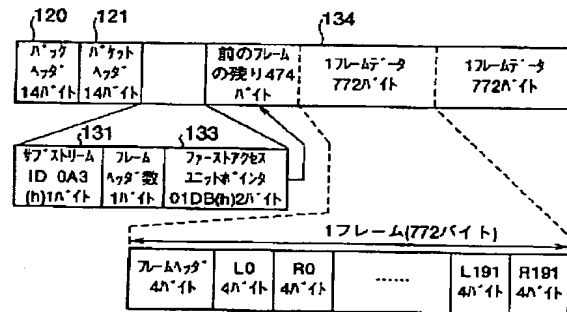 120
121
134
パック
ヘッダ
14バイト
パケット
ヘッダ
14バイト
前のフレーム
の残り474
バイト
1フレームデータ
772バイト
1フレームデータ
772バイト
131
133
サブストリーム
ID 0A3
(h)1バイト
フレーム
ヘッダ数
1バイト
ファーストアクセス
ユニットポインタ
01DB(h)2バイト
1フレーム(772バイト)
フレームヘッダ
4バイト
L0
4バイト
R0
4バイト
……
L191
4バイト
R191
4バイト